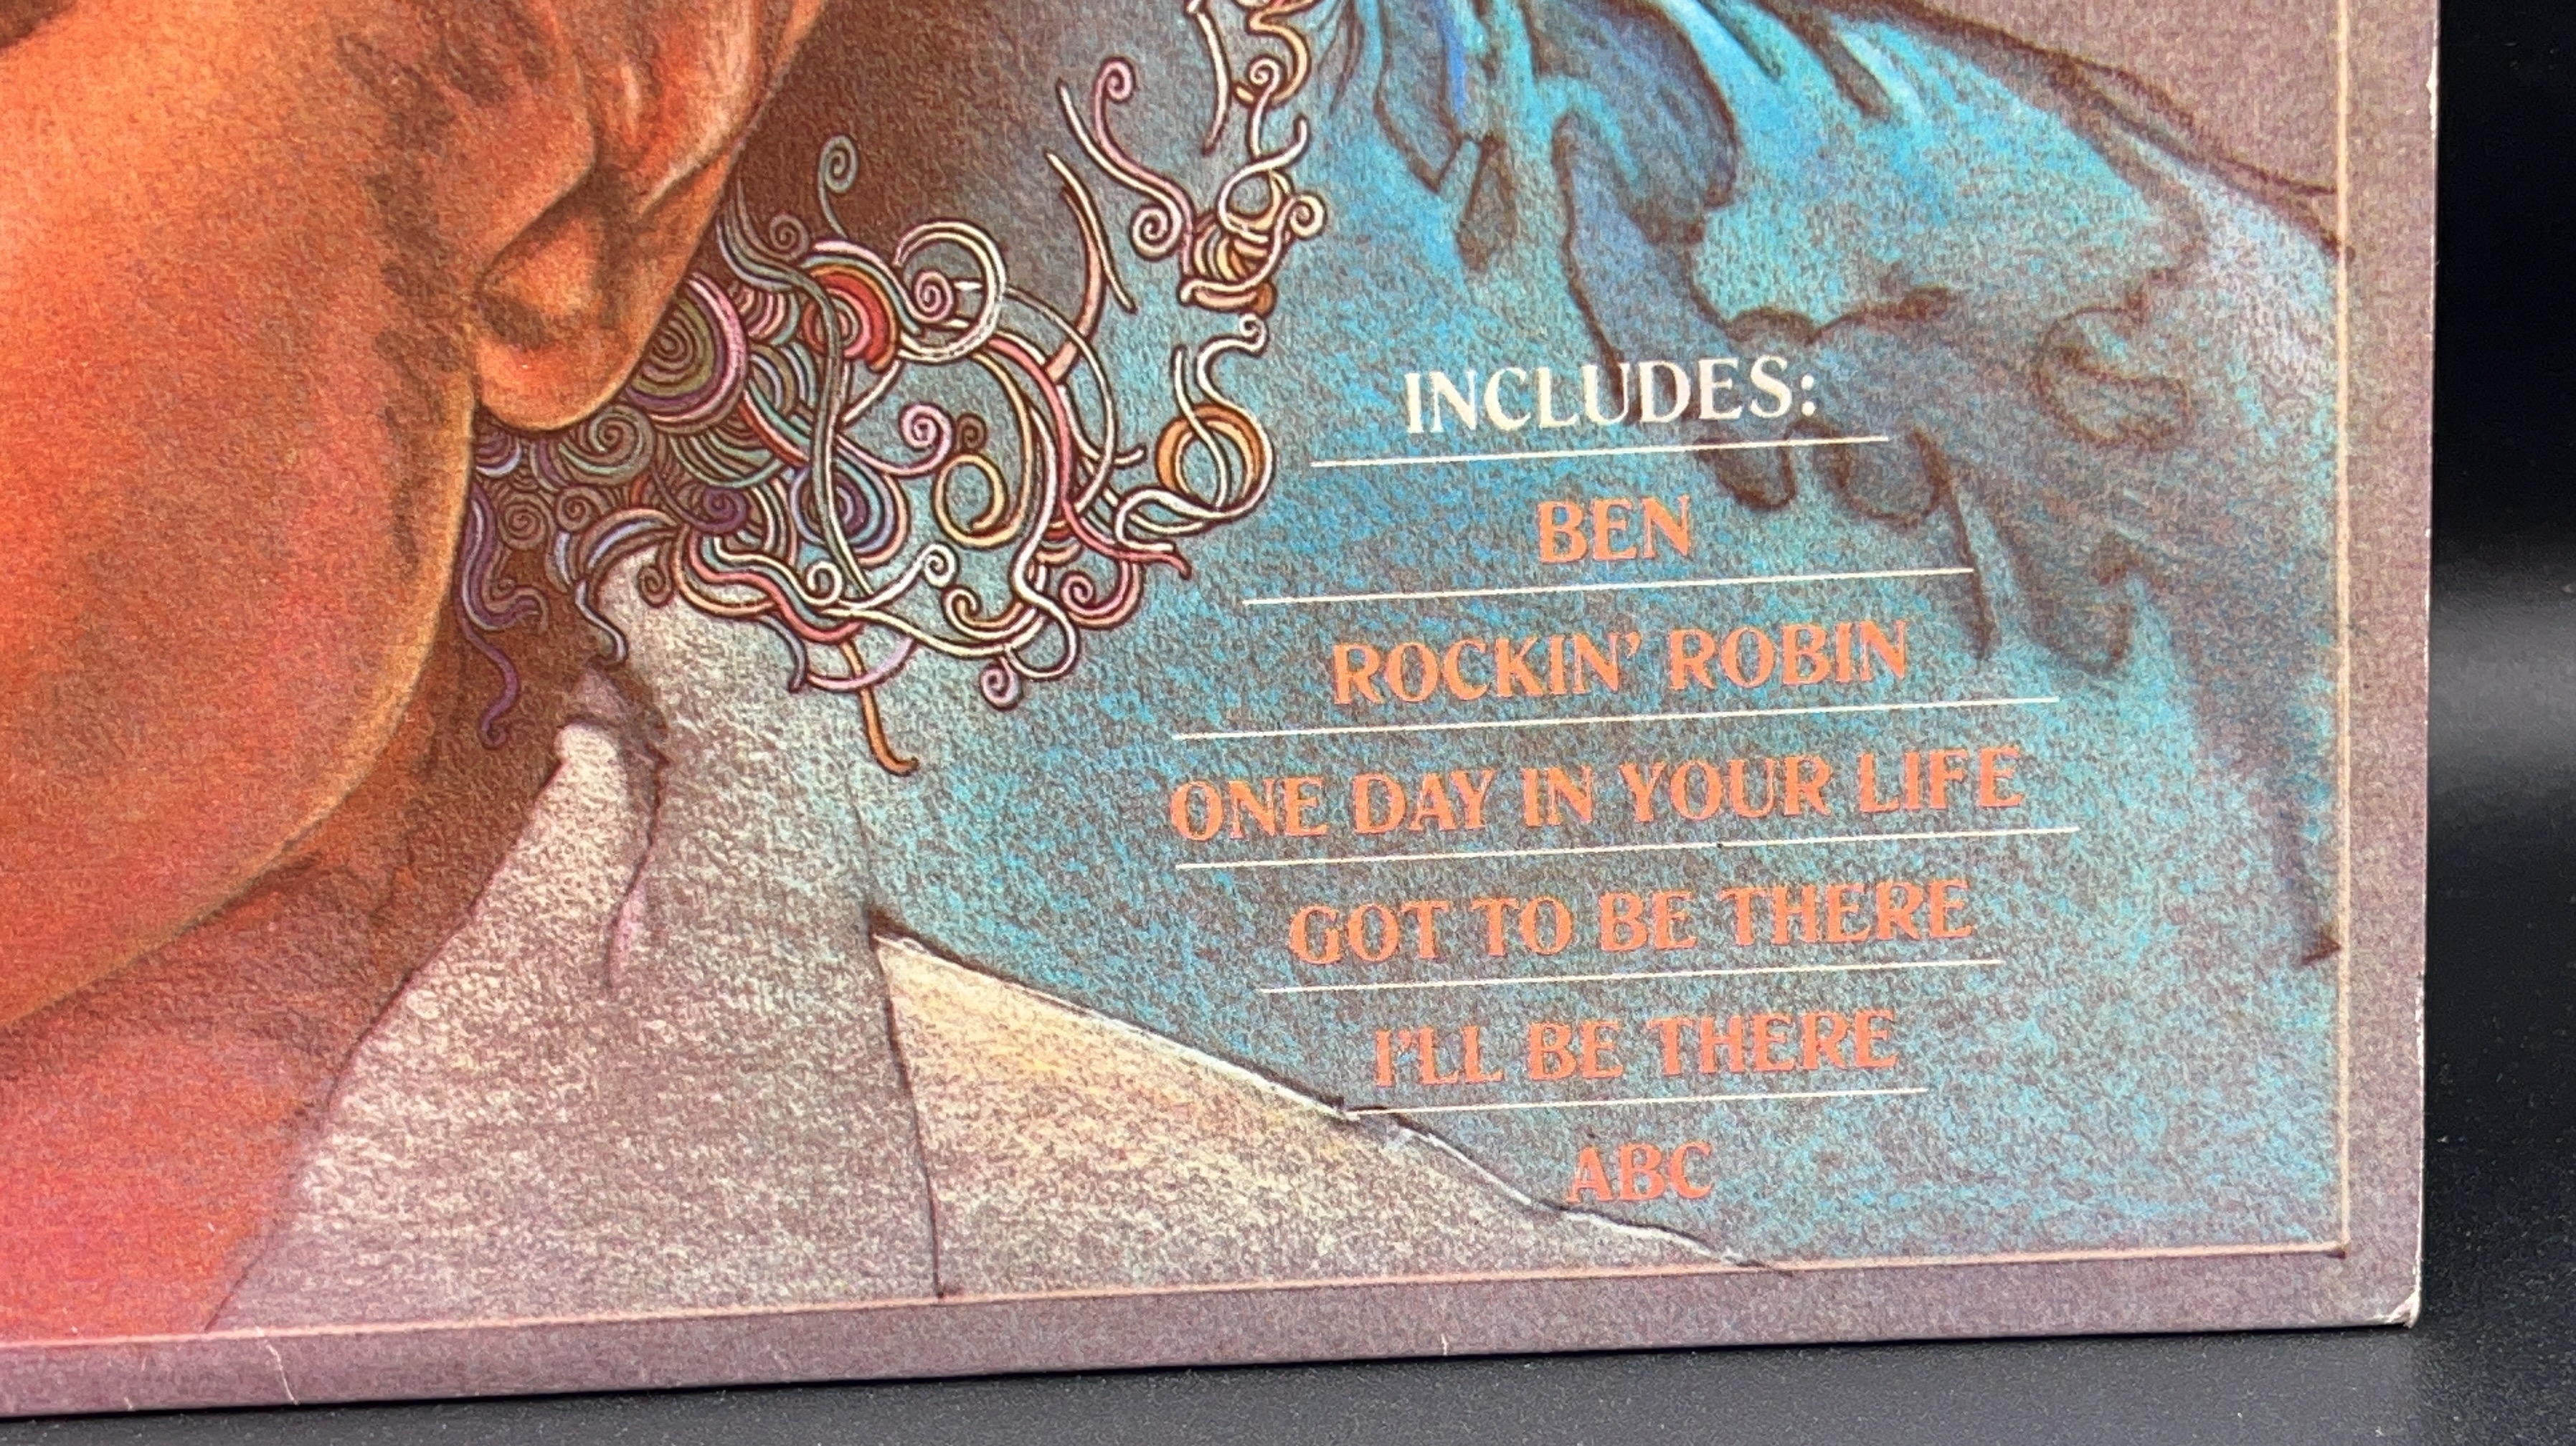 INCLUDES:
BEN
ROCKIN' ROBIN
ONE DAY IN YOUR LIFE
GOT TO BE THERE
I'LL BE THERE
ABC